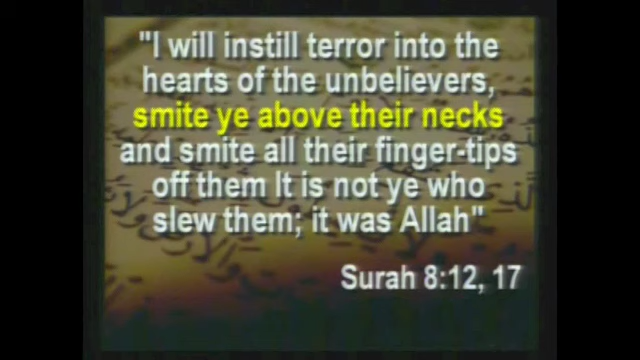 "I will instill terror into the
hearts of the unbelievers,
smite ye above their necks
and smite all their finger-tips
off them It is not ye who
slew them; it was Allah"
Surah 8:12, 17